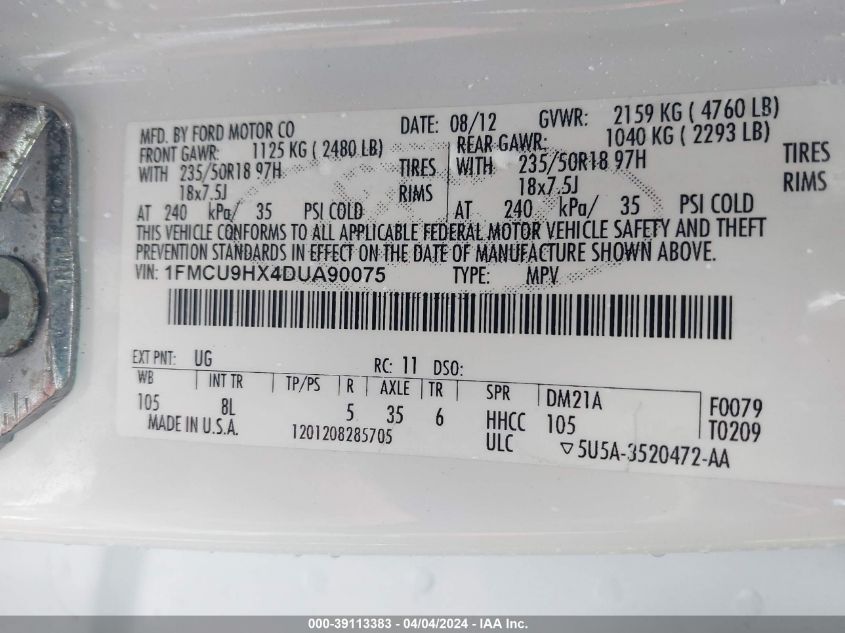 MFD. BY FORD MOTOR CO DATE: 08/12 GVWR: 2159 KG ( 4760 LB)
FRONT GAWR: 1125 KG ( 2480 LB) REAR GAWR: 1040 KG ( 2293 LB)
WITH 235/50R18 97H TIRES WITH 235/50R18 97H TIRES
18x7.5J RIMS 18x7.5J RIMS
AT 240 kPa/ 35 PSI COLD AT 240 kPa/ 35 PSI COLD
THIS VEHICLE CONFORMS TO ALL APPLICABLE FEDERAL MOTOR VEHICLE SAFETY AND THEFT
PREVENTION STANDARDS IN EFFECT ON THE DATE OF MANUFACTURE SHOWN ABOVE.
VIN: 1FMCU9HX4DUA90075 TYPE: MPV
EXT PNT: UG RC: 11 DSO:
WB INT TR TP/PS R AXLE TR SPR DM21A F0079
105 8L 5 35 6 HHCC 105 T0209
MADE IN U.S.A. 1201208285705 ULC ▽5U5A-3520472-AA
000-39113383 - 04/04/2024 - IAA Inc.